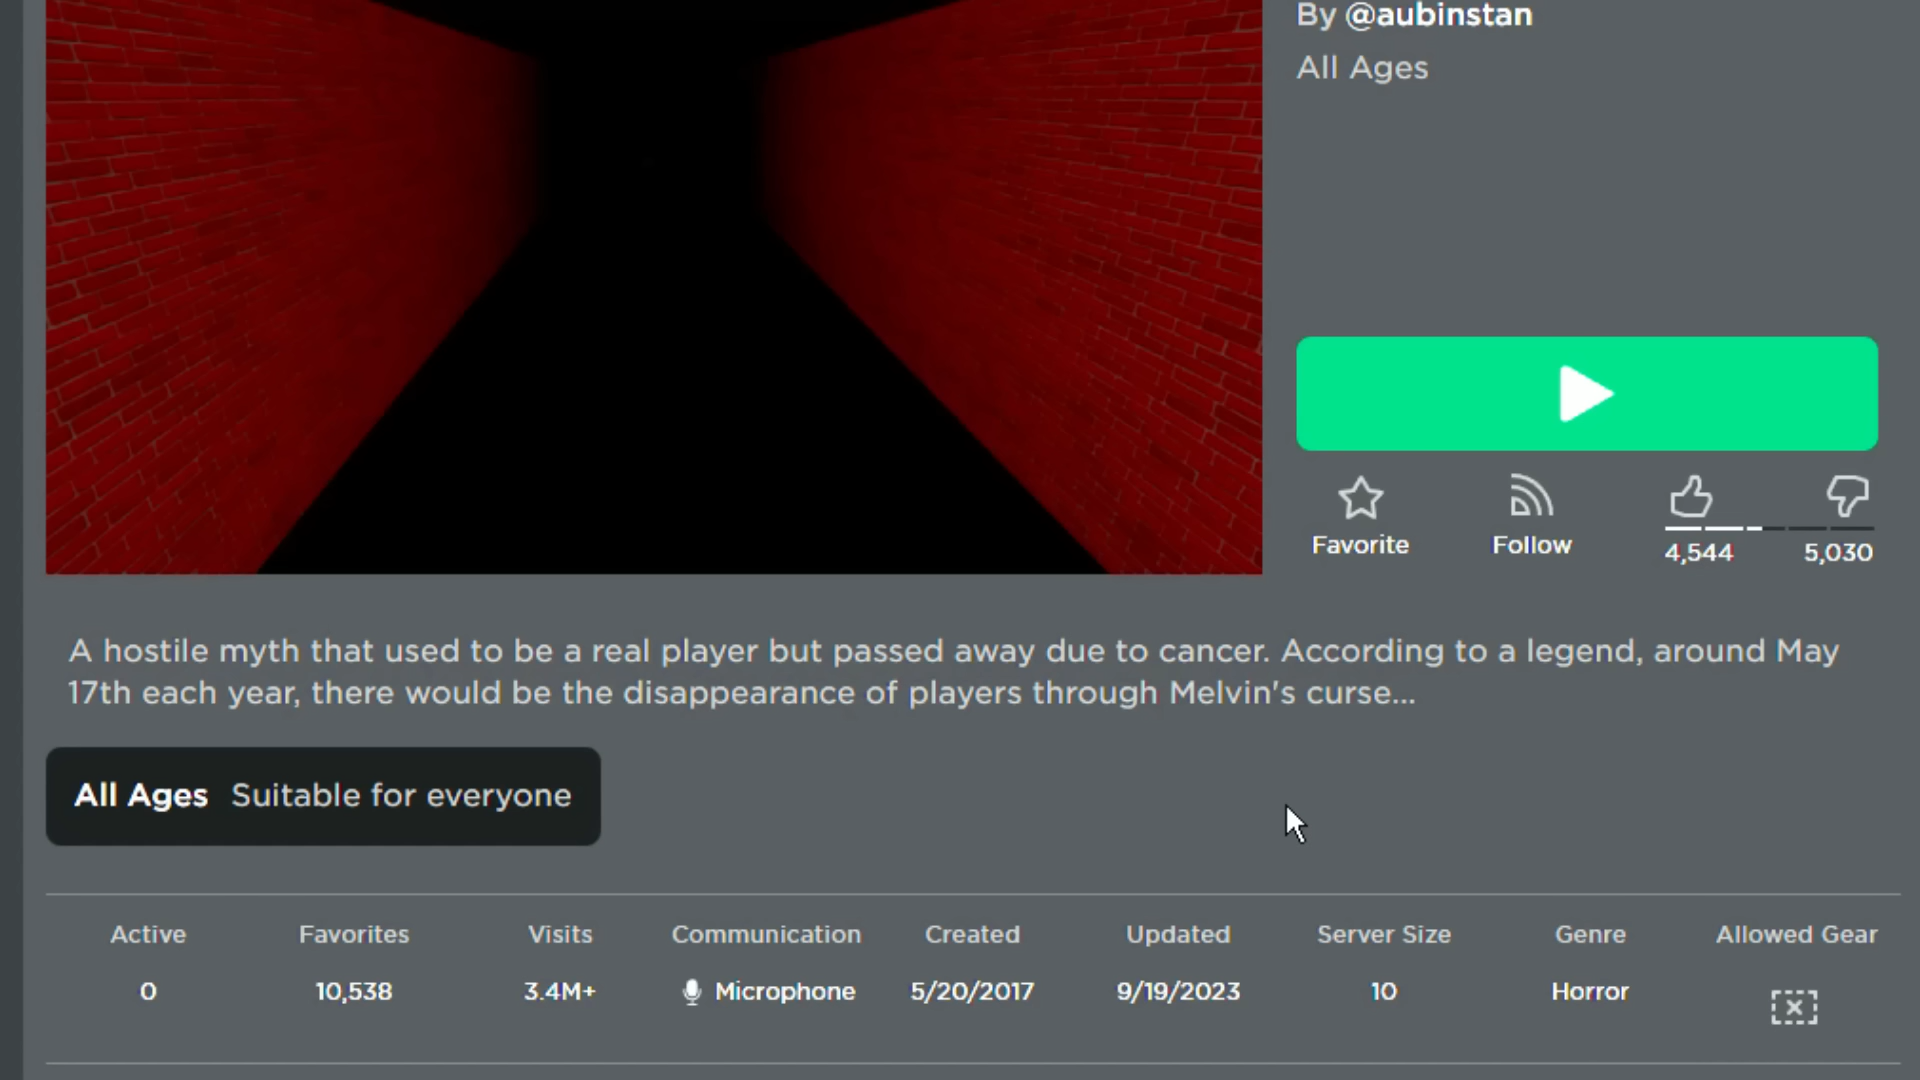 By @aubinstan
All Ages
Favorite
Follow
4,544
5,030
A hostile myth that used to be a real player but passed away due to cancer. According to a legend, around May
17th each year, there would be the disappearance of players through Melvin's curse...
All Ages Suitable for everyone
Active Favorites Visits Communication Created Updated Server Size Genre Allowed Gear
0 10,538 3.4M+ Microphone 5/20/2017 9/19/2023 10 Horror